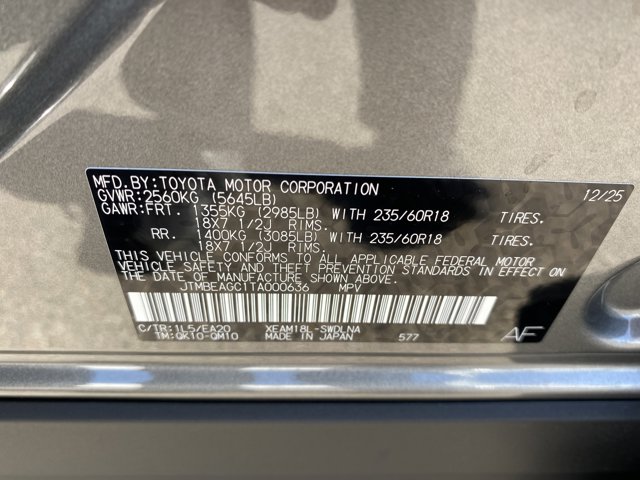 MFD.BY:TOYOTA MOTOR CORPORATION 12/25
GVWR:2560KG (5645LB)
GAWR:FRT. 1355KG (2985LB) WITH 235/60R18 TIRES.
18X7 1/2J RIMS.
RR. 1400KG (3085LB) WITH 235/60R18 TIRES.
18X7 1/2J RIMS.
THIS VEHICLE CONFORMS TO ALL APPLICABLE FEDERAL MOTOR
VEHICLE SAFETY AND THEFT PREVENTION STANDARDS IN EFFECT ON
THE DATE OF MANUFACTURE SHOWN ABOVE.
JTMBEAGC1TA000636 MPV
C/TR:1L5/EA20 XEAM18L-SWDLNA
TM:QK10-QM10 MADE IN JAPAN 577 AF